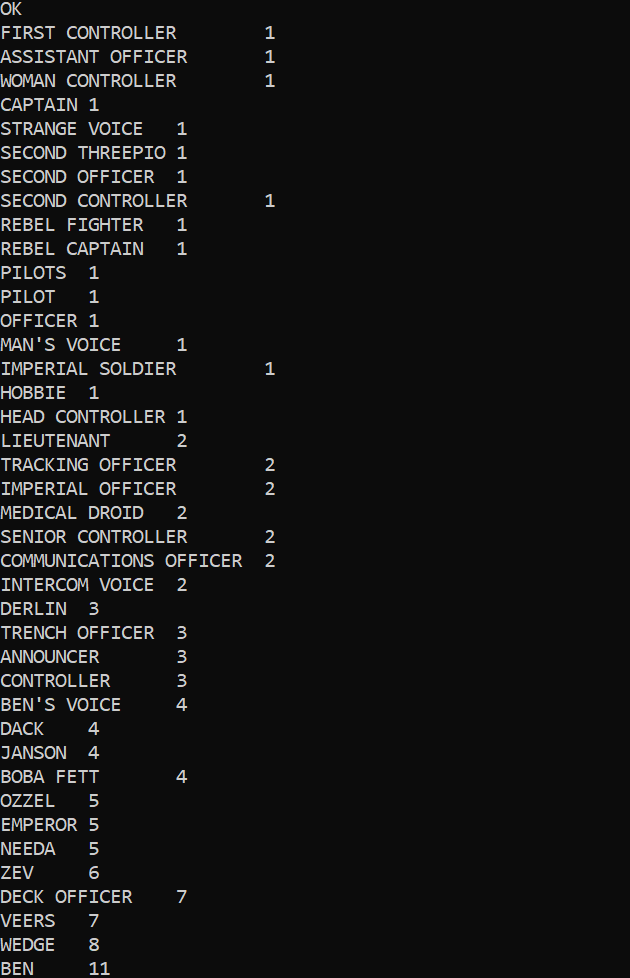 OK
FIRST CONTROLLER 1
ASSISTANT OFFICER 1
WOMAN CONTROLLER 1
CAPTAIN 1
STRANGE VOICE 1
SECOND THREEPIO 1
SECOND OFFICER 1
SECOND CONTROLLER 1
REBEL FIGHTER 1
REBEL CAPTAIN 1
PILOTS 1
PILOT 1
OFFICER 1
MAN'S VOICE 1
IMPERIAL SOLDIER 1
HOBBIE 1
HEAD CONTROLLER 1
LIEUTENANT 2
TRACKING OFFICER 2
IMPERIAL OFFICER 2
MEDICAL DROID 2
SENIOR CONTROLLER 2
COMMUNICATIONS OFFICER 2
INTERCOM VOICE 2
DERLIN 3
TRENCH OFFICER 3
ANNOUNCER 3
CONTROLLER 3
BEN'S VOICE 4
DACK 4
JANSON 4
BOBA FETT 4
OZZEL 5
EMPEROR 5
NEEDA 5
ZEV 6
DECK OFFICER 7
VEERS 7
WEDGE 8
BEN 11